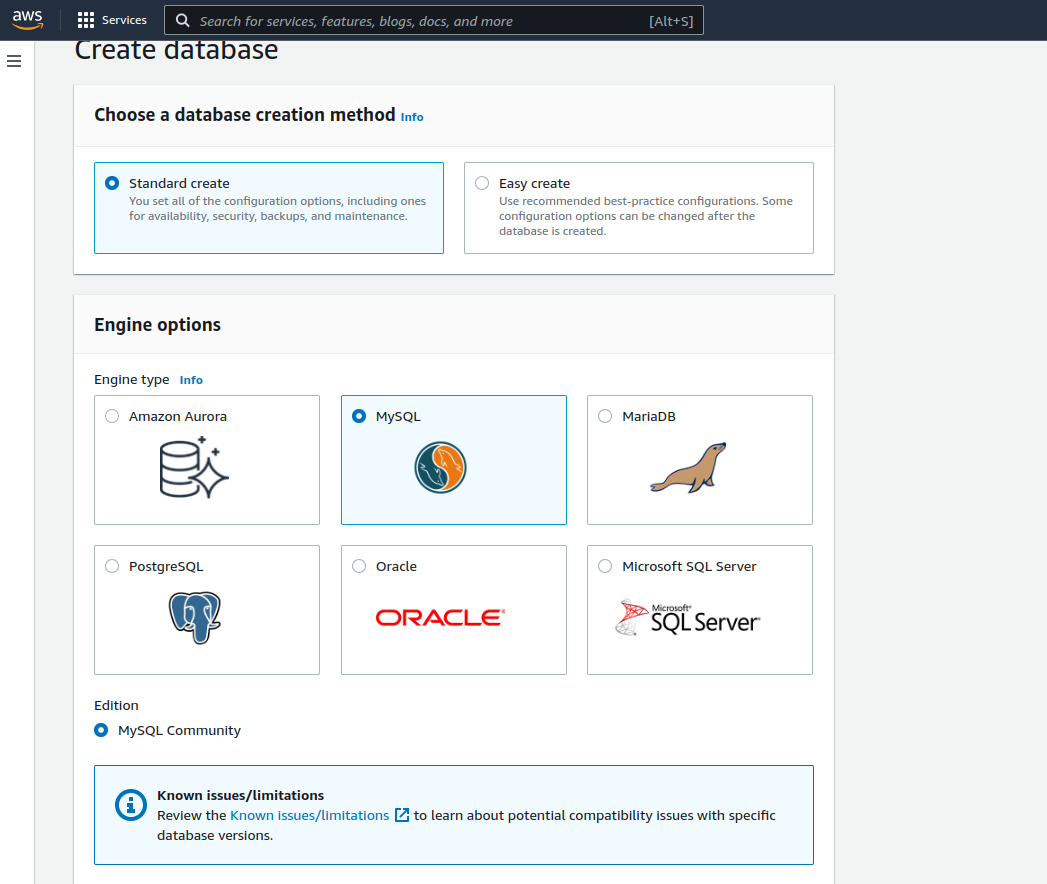 aws
Services
Search for services, features, blogs, docs, and more
[Alt+S]
Create database
Choose a database creation method Info
Standard create
You set all of the configuration options, including ones
for availability, security, backups, and maintenance.
Easy create
Use recommended best-practice configurations. Some
configuration options can be changed after the
database is created.
Engine options
Engine type Info
Amazon Aurora
MySQL
MariaDB
PostgreSQL
Oracle
ORACLE®
Microsoft SQL Server
Microsoft®
SQL Server
Edition
MySQL Community
Known issues/limitations
Review the Known issues/limitations to learn about potential compatibility issues with specific
database versions.